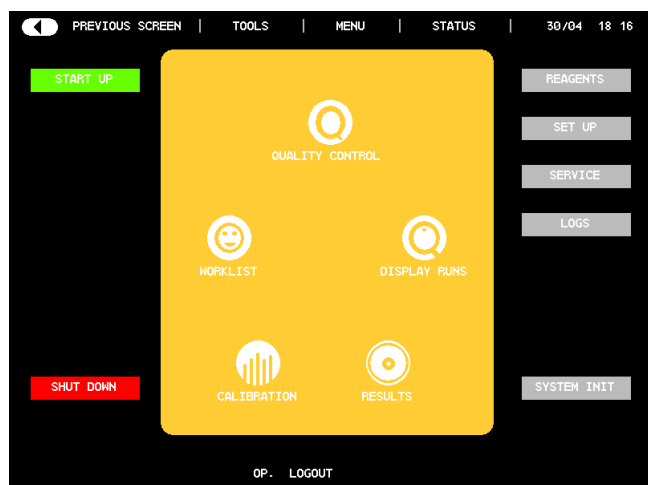 PREVIOUS SCREEN | TOOLS | MENU | STATUS | 30/04 18 16
START UP
REAGENTS
SET UP
QUALITY CONTROL
SERVICE
LOGS
WORKLIST
DISPLAY RUNS
SHUT DOWN
CALIBRATION
RESULTS
SYSTEM INIT
OP. LOGOUT